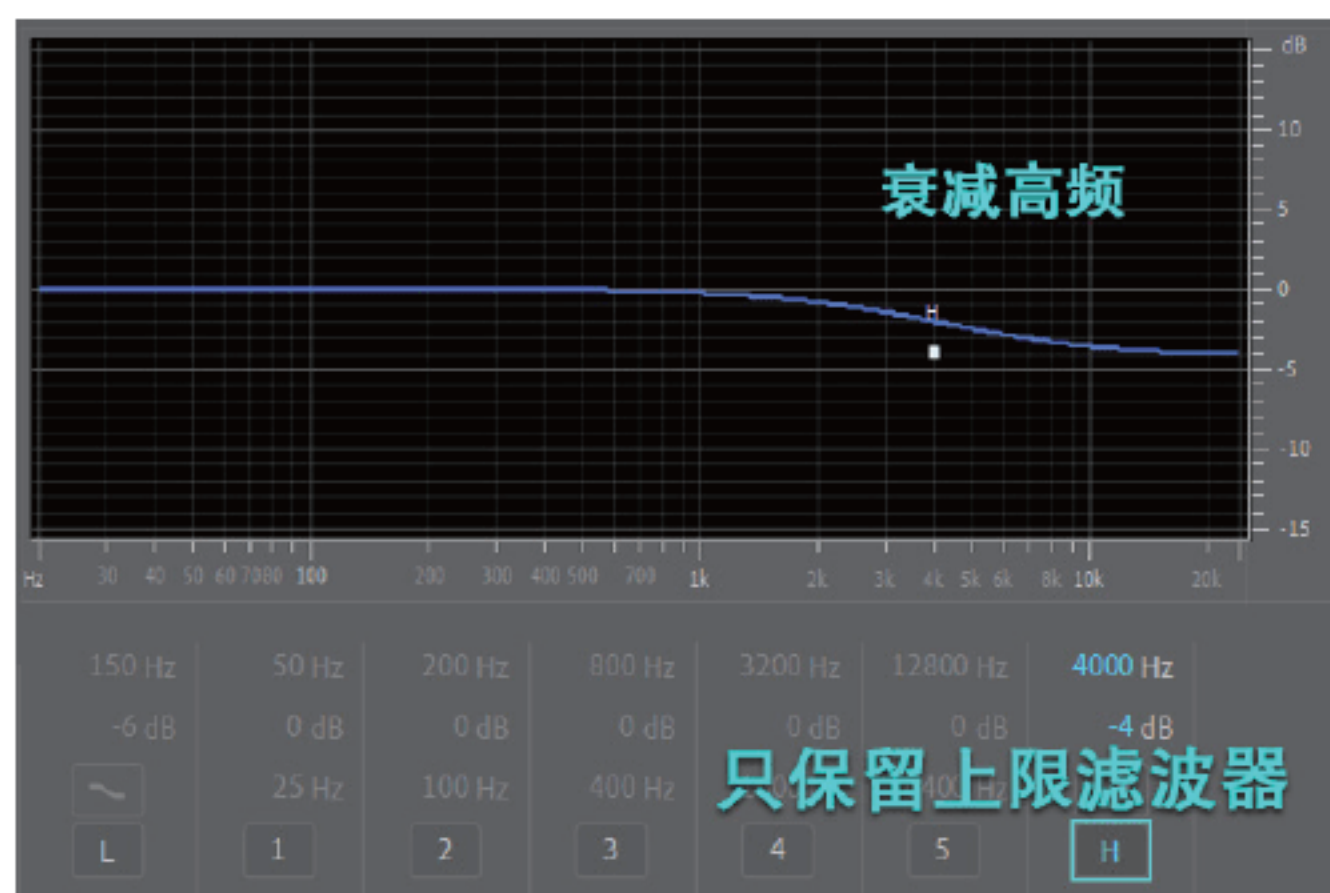 dB
10
衰减高频
5
0
H
-5
-10
-15
Hz 30 40 50 60 70 80 100 200 300 400 500 700 1k 2k 3k 4k 5k 6k 8k 10k 20k
150 Hz 50 Hz 200 Hz 800 Hz 3200 Hz 12800 Hz 4000 Hz
-6 dB 0 dB 0 dB 0 dB 0 dB 0 dB -4 dB
25 Hz 100 Hz 400 Hz
只保留上限滤波器
L 1 2 3 4 5 H